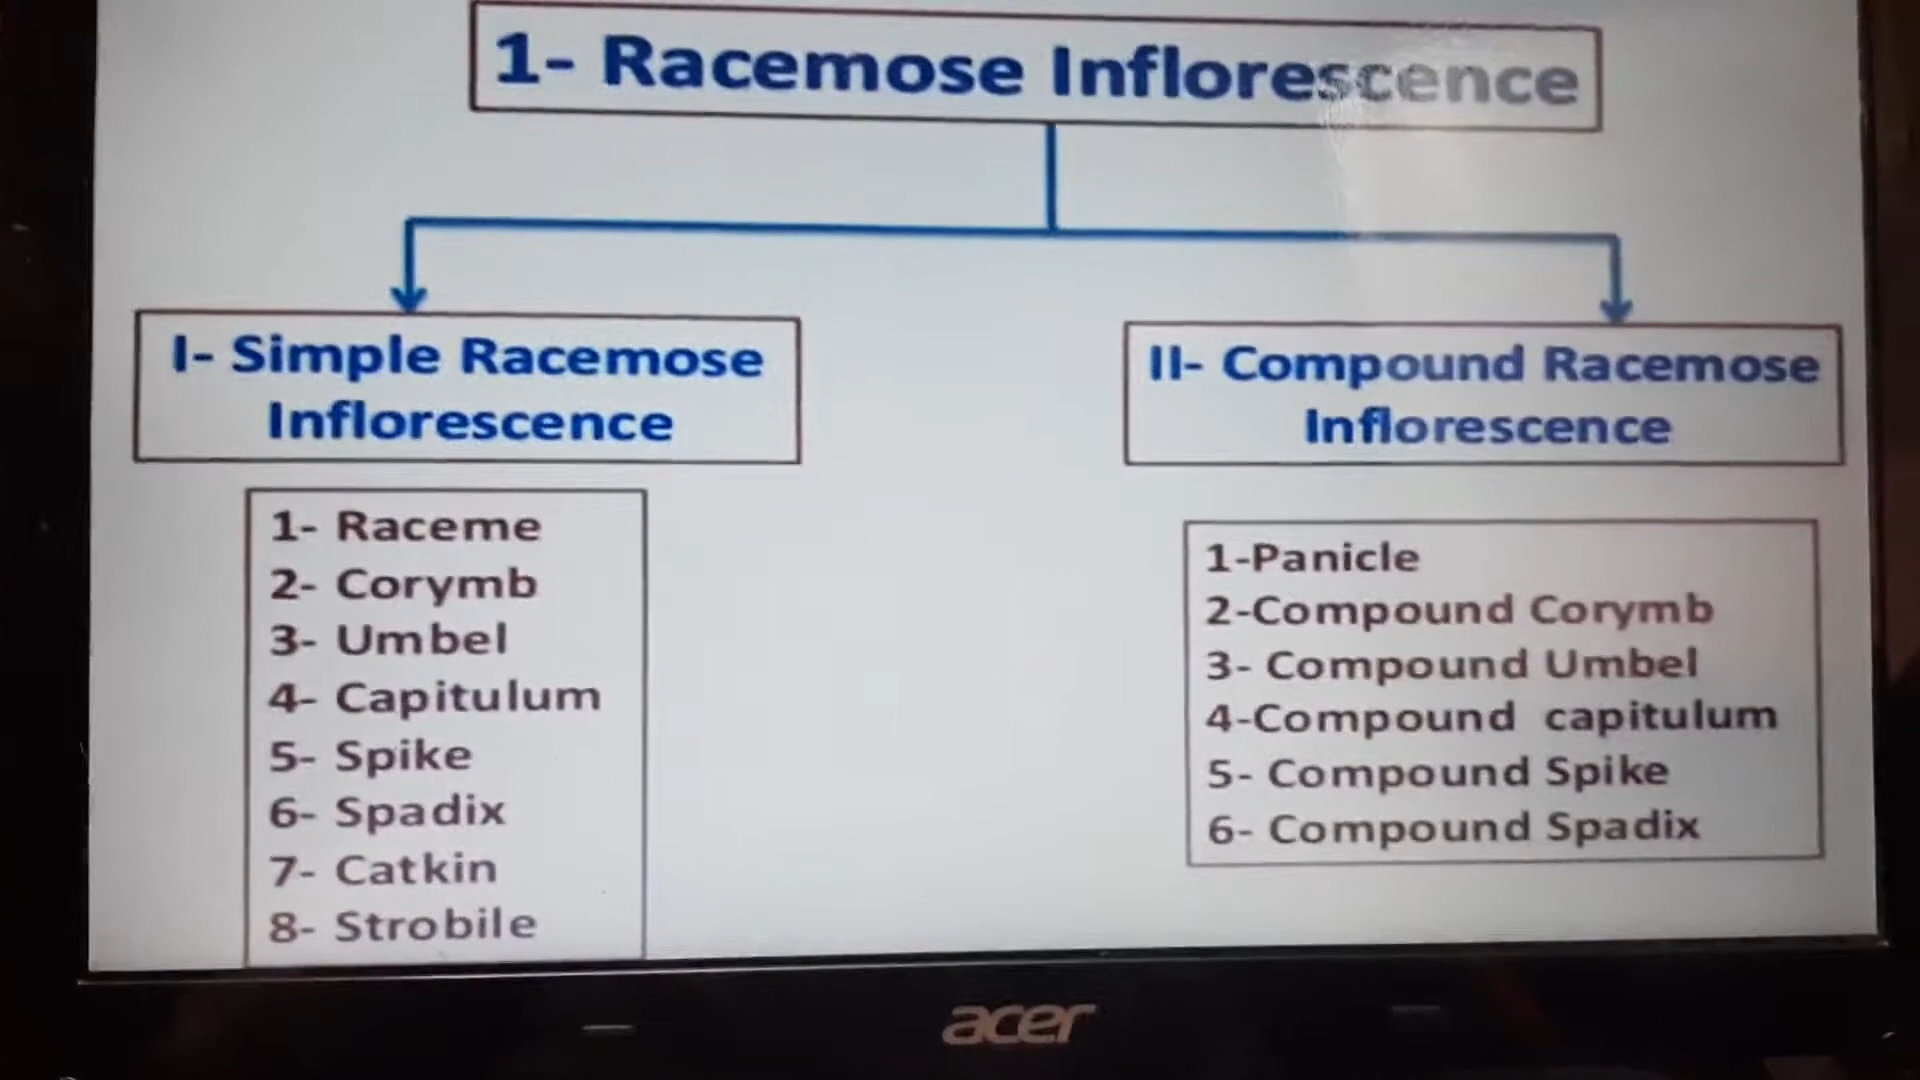 1- Racemose Inflorescence
I- Simple Racemose
Inflorescence
1- Raceme
2- Corymb
3- Umbel
4- Capitulum
5- Spike
6- Spadix
7- Catkin
8- Strobile
II- Compound Racemose
Inflorescence
1-Panicle
2-Compound Corymb
3- Compound Umbel
4-Compound capitulum
5- Compound Spike
6- Compound Spadix
acer